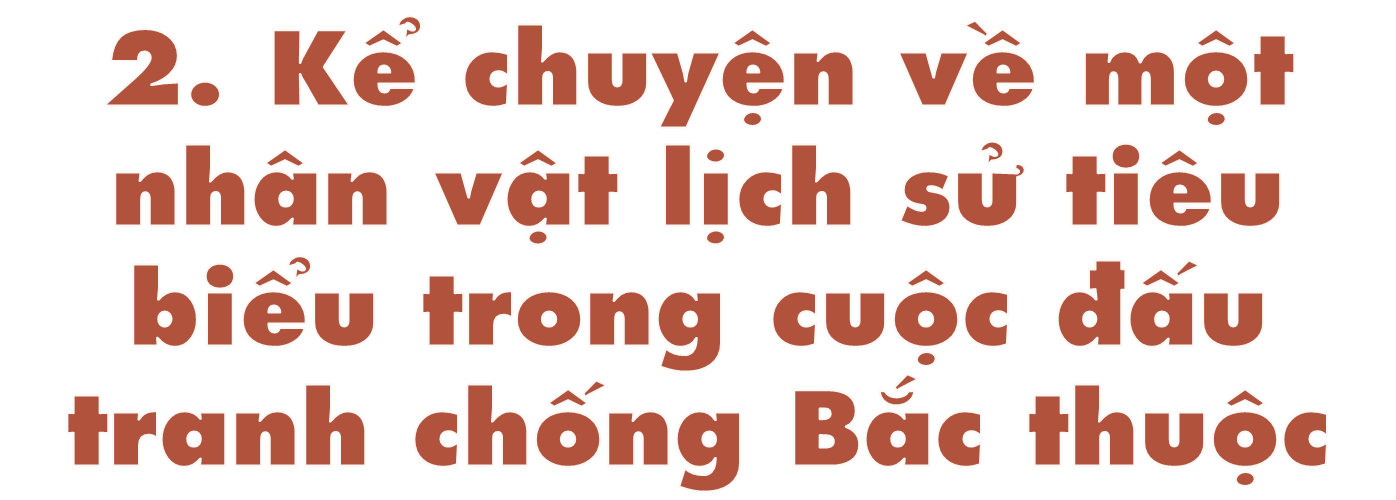 2. Kể chuyện về một
nhân vật lịch sử tiêu
biểu trong cuộc đấu
tranh chống Bắc thuộc